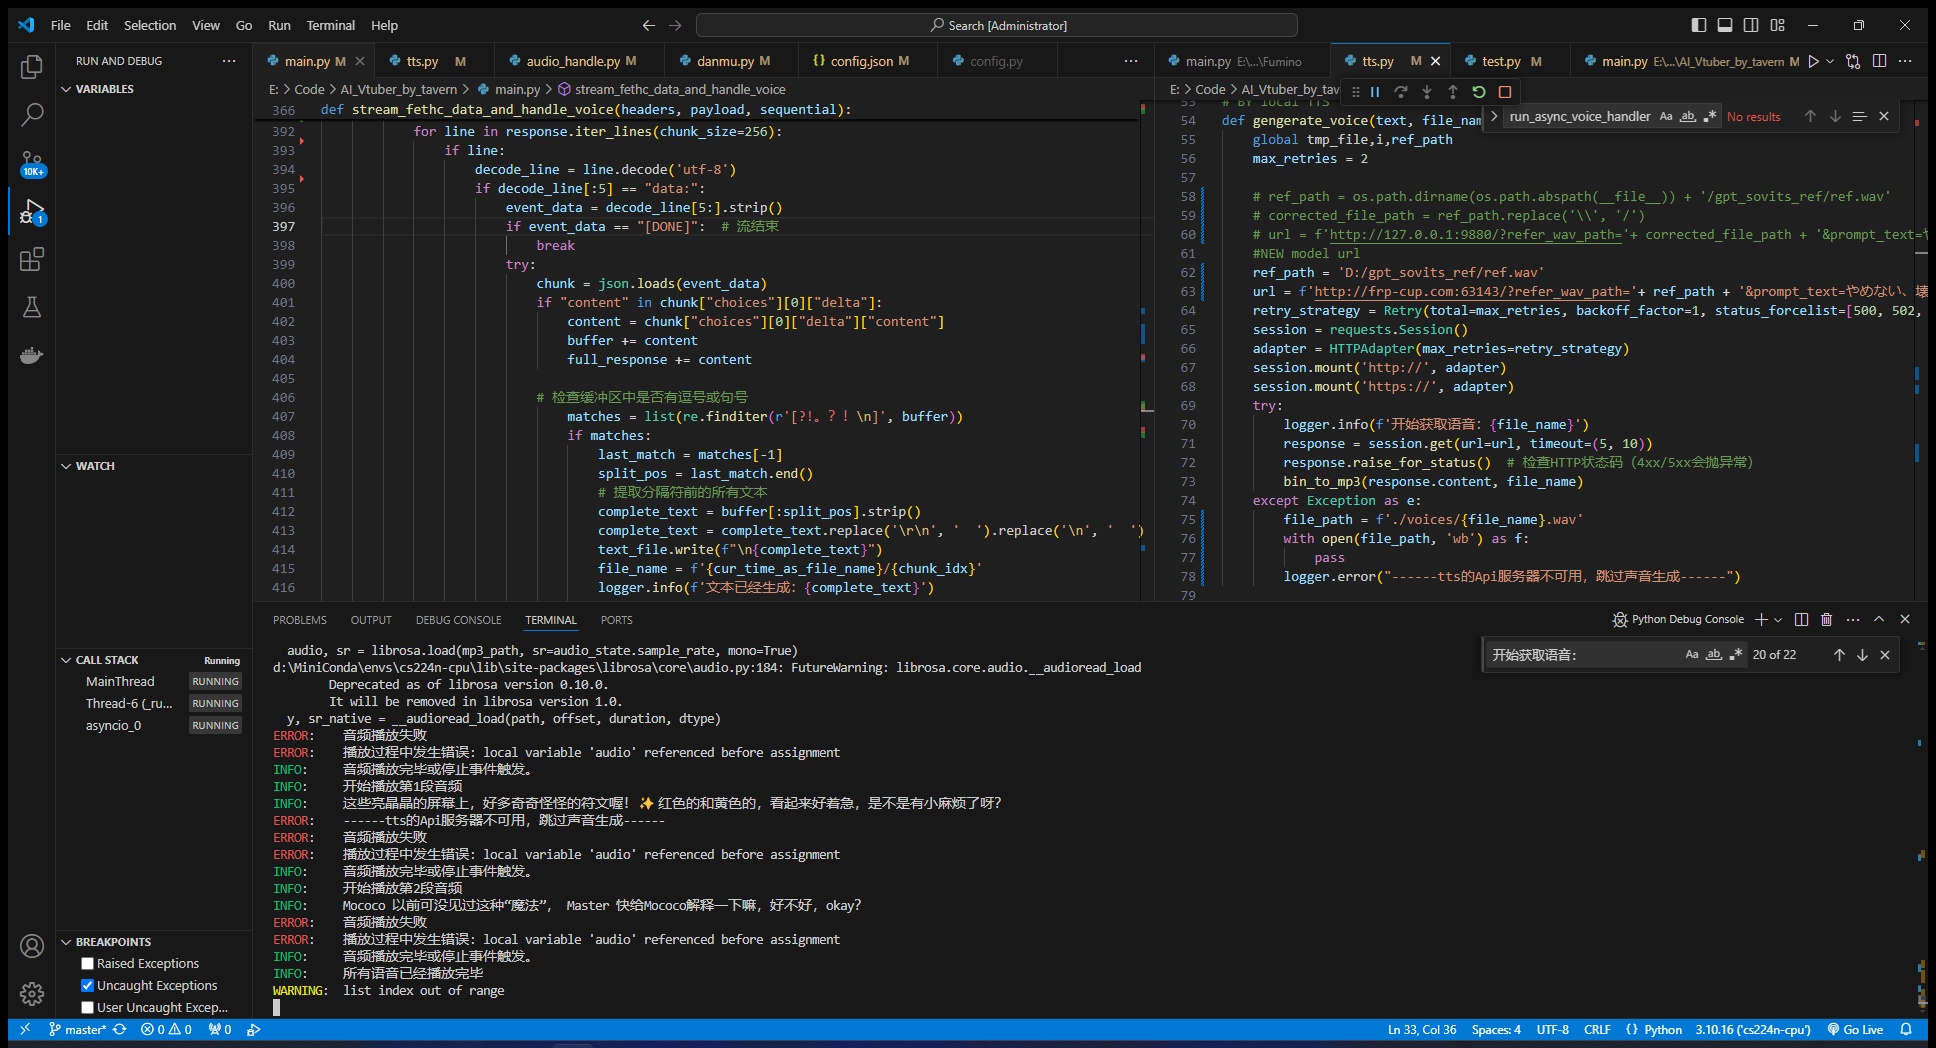 File Edit Selection View Go Run Terminal Help
Search [Administrator]
RUN AND DEBUG
VARIABLES
WATCH
CALL STACK Running
MainThread RUNNING
Thread-6 (_ru... RUNNING
asyncio_0 RUNNING
BREAKPOINTS
Raised Exceptions
Uncaught Exceptions
User Uncaught Excep...
10K+
1
main.py M tts.py M audio_handle.py M danmu.py M config.json M config.py
E: > Code > AI_Vtuber_by_tavern > main.py > stream_fethc_data_and_handle_voice
366 def stream_fethc_data_and_handle_voice(headers, payload, sequential):
392 for line in response.iter_lines(chunk_size=256):
393 if line:
394 decode_line = line.decode('utf-8')
395 if decode_line[:5] == "data:":
396 event_data = decode_line[5:].strip()
397 if event_data == "[DONE]": # 流结束
398 break
399 try:
400 chunk = json.loads(event_data)
401 if "content" in chunk["choices"][0]["delta"]:
402 content = chunk["choices"][0]["delta"]["content"]
403 buffer += content
404 full_response += content
405
406 # 检查缓冲区中是否有逗号或句号
407 matches = list(re.finditer(r'[?!。？！\n]', buffer))
408 if matches:
409 last_match = matches[-1]
410 split_pos = last_match.end()
411 # 提取分隔符前的所有文本
412 complete_text = buffer[:split_pos].strip()
413 complete_text = complete_text.replace('\r\n', '  ').replace('\n', '  ')
414 text_file.write(f"\n{complete_text}")
415 file_name = f'{cur_time_as_file_name}/{chunk_idx}'
416 logger.info(f'文本已经生成: {complete_text}')
main.py E:\...\Fumino tts.py M test.py M main.py E:\...\AI_Vtuber_by_tavern M
E: > Code > AI_Vtuber_by_tav
run_async_voice_handler Aa ab .* No results
53 # BY local TTS
54 def gengerate_voice(text, file_nam
55 global tmp_file,i,ref_path
56 max_retries = 2
57
58 # ref_path = os.path.dirname(os.path.abspath(__file__)) + '/gpt_sovits_ref/ref.wav'
59 # corrected_file_path = ref_path.replace('\\', '/')
60 # url = f'http://127.0.0.1:9880/?refer_wav_path='+ corrected_file_path + '&prompt_text=
61 #NEW model url
62 ref_path = 'D:/gpt_sovits_ref/ref.wav'
63 url = f'http://frp-cup.com:63143/?refer_wav_path='+ ref_path + '&prompt_text=やめない、壊
64 retry_strategy = Retry(total=max_retries, backoff_factor=1, status_forcelist=[500, 502,
65 session = requests.Session()
66 adapter = HTTPAdapter(max_retries=retry_strategy)
67 session.mount('http://', adapter)
68 session.mount('https://', adapter)
69 try:
70 logger.info(f'开始获取语音: {file_name}')
71 response = session.get(url=url, timeout=(5, 10))
72 response.raise_for_status() # 检查HTTP状态码（4xx/5xx会抛异常）
73 bin_to_mp3(response.content, file_name)
74 except Exception as e:
75 file_path = f'./voices/{file_name}.wav'
76 with open(file_path, 'wb') as f:
77 pass
78 logger.error("------tts的Api服务器不可用, 跳过声音生成------")
79
PROBLEMS OUTPUT DEBUG CONSOLE TERMINAL PORTS
Python Debug Console
开始获取语音: Aa ab .* 20 of 22
audio, sr = librosa.load(mp3_path, sr=audio_state.sample_rate, mono=True)
d:\MiniConda\envs\cs224n-cpu\lib\site-packages\librosa\core\audio.py:184: FutureWarning: librosa.core.audio.__audioread_load
Deprecated as of librosa version 0.10.0.
It will be removed in librosa version 1.0.
y, sr_native = __audioread_load(path, offset, duration, dtype)
ERROR: 音频播放失败
ERROR: 播放过程中发生错误: local variable 'audio' referenced before assignment
INFO: 音频播放完毕或停止事件触发。
INFO: 开始播放第1段音频
INFO: 这些亮晶晶的屏幕上，好多奇奇怪怪的符文喔！✨ 红色的和黄色的，看起来好着急，是不是有小麻烦了呀？
ERROR: ------tts的Api服务器不可用, 跳过声音生成------
ERROR: 音频播放失败
ERROR: 播放过程中发生错误: local variable 'audio' referenced before assignment
INFO: 音频播放完毕或停止事件触发。
INFO: 开始播放第2段音频
INFO: Mococo 以前可没见过这种“魔法”， Master 快给Mococo解释一下嘛，好不好，okay？
ERROR: 音频播放失败
ERROR: 播放过程中发生错误: local variable 'audio' referenced before assignment
INFO: 音频播放完毕或停止事件触发。
INFO: 所有语音已经播放完毕
WARNING: list index out of range
master* 0 0 0
Ln 33, Col 36 Spaces: 4 UTF-8 CRLF {} Python 3.10.16 ('cs224n-cpu') Go Live